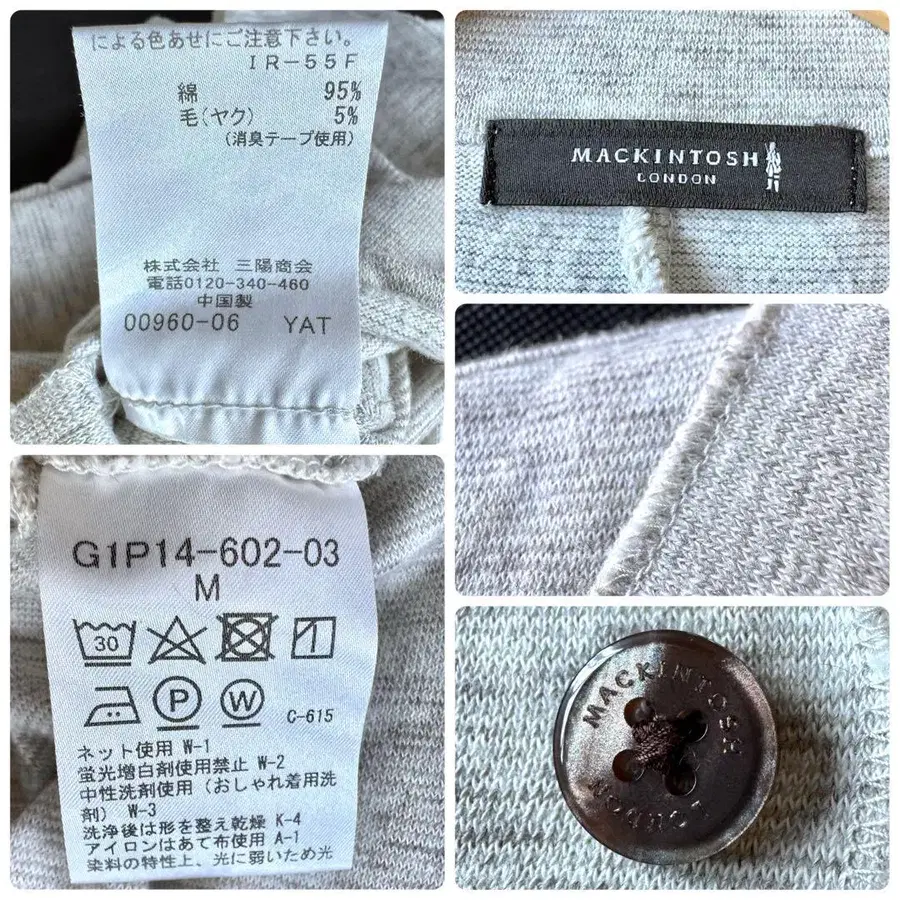 による色あせにご注意下さい。
IR-55F
綿 95%
毛(ヤク) 5%
(消臭テープ使用)
株式会社 三陽商会
電話0120-340-460
中国製
00960-06 YAT
MACKINTOSH
LONDON
G1P14-602-03
M
30
P W C-615
ネット使用 W-1
蛍光増白剤使用禁止 W-2
中性洗剤使用(おしゃれ着用洗
剤) W-3
洗浄後は形を整え乾燥 K-4
アイロンはあて布使用 A-1
染料の特性上、光に弱いため光
MACKINTOSH
LONDON